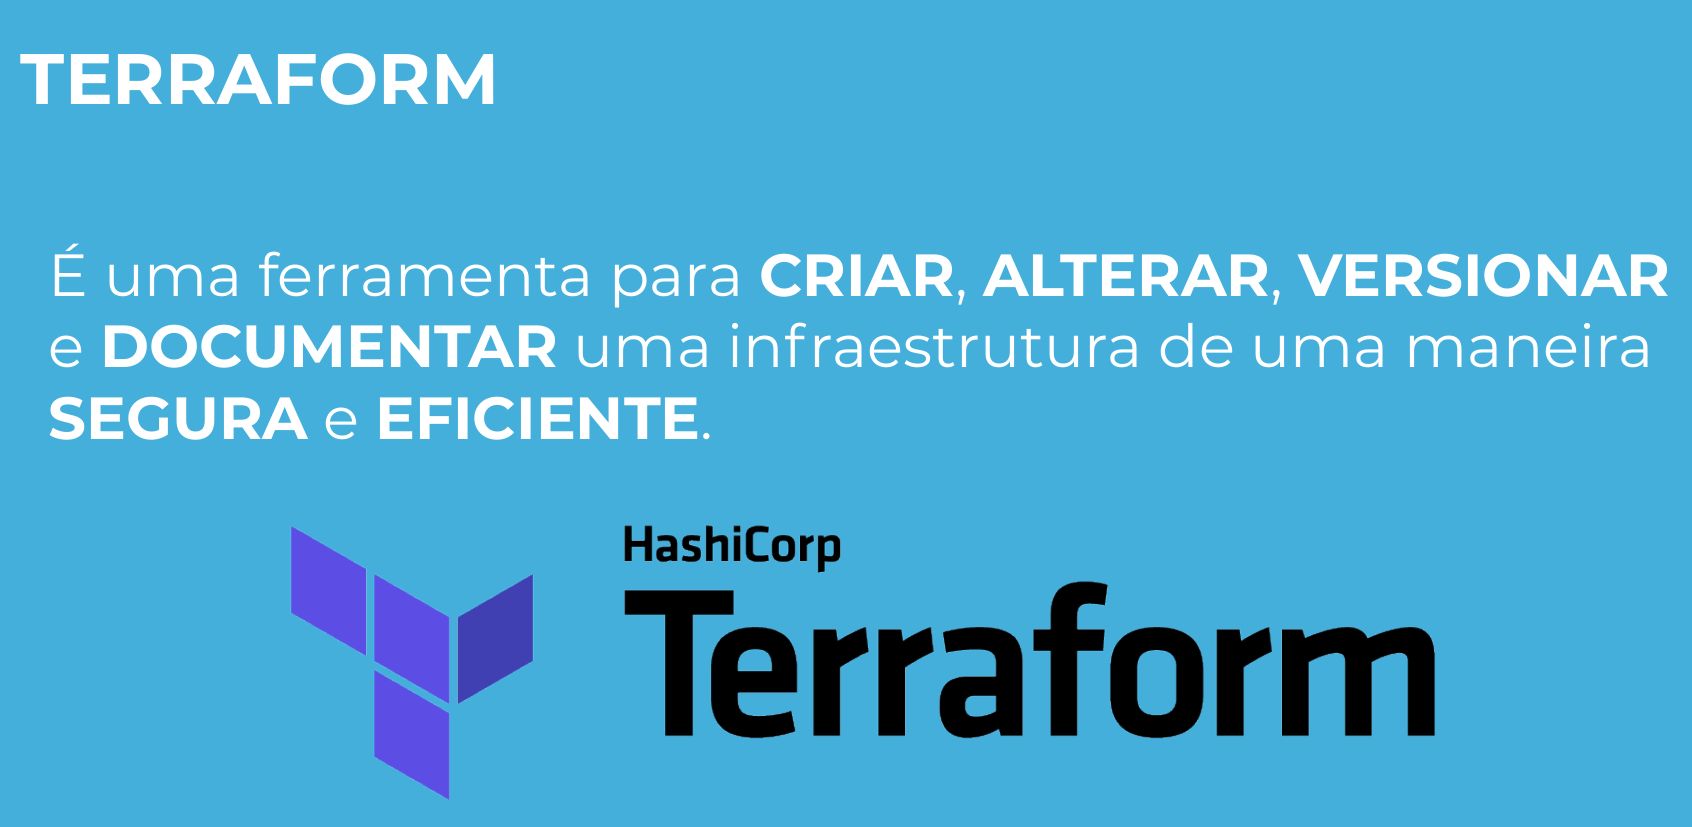 TERRAFORM
É uma ferramenta para CRIAR, ALTERAR, VERSIONAR
e DOCUMENTAR uma infraestrutura de uma maneira
SEGURA e EFICIENTE.
HashiCorp
Terraform